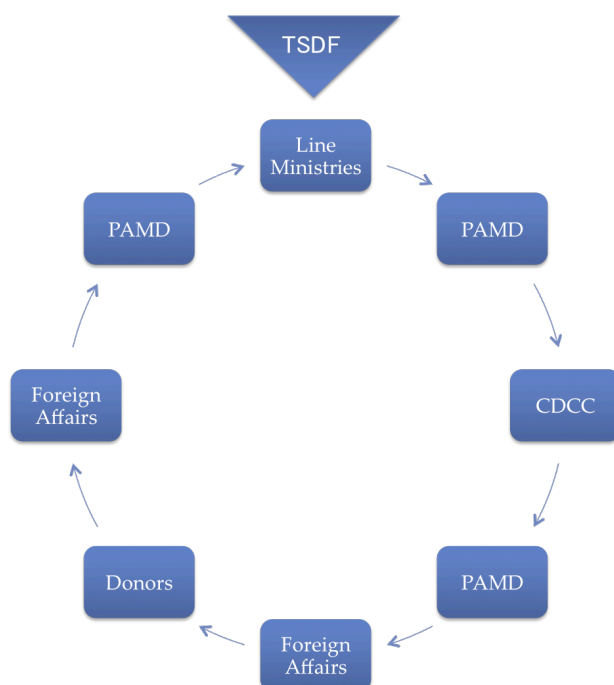 TSDF
Line
Ministries
PAMD
PAMD
Foreign
Affairs
CDCC
Donors
PAMD
Foreign
Affairs